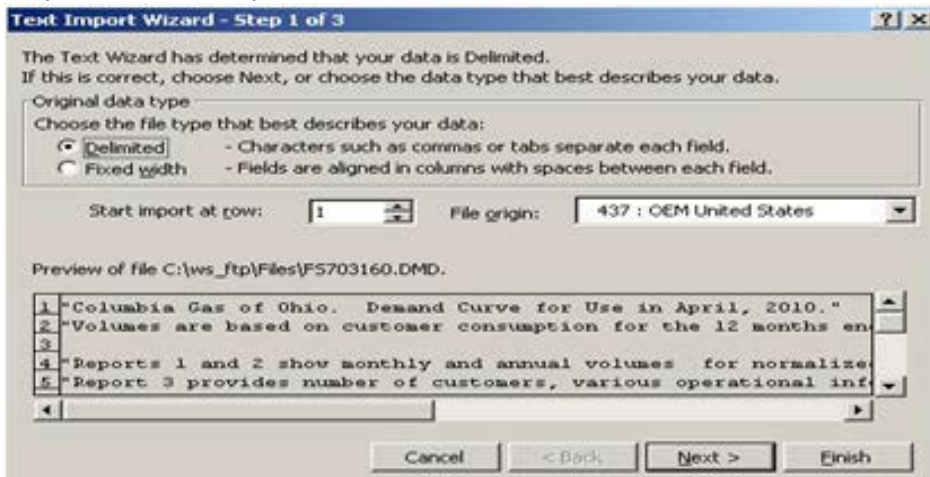 Text Import Wizard - Step 1 of 3
The Text Wizard has determined that your data is Delimited.
If this is correct, choose Next, or choose the data type that best describes your data.
Original data type
Choose the file type that best describes your data:
Delimited - Characters such as commas or tabs separate each field.
Fixed width - Fields are aligned in columns with spaces between each field.
Start import at row: 1 File origin: 437 : OEM United States
Preview of file C:\ws_ftp\Files\FS703160.DMD.
1 "Columbia Gas of Ohio. Demand Curve for Use in April, 2010."
2 "Volumes are based on customer consumption for the 12 months en
3
4 "Reports 1 and 2 show monthly and annual volumes for normalize
5 "Report 3 provides number of customers, various operational inf
Cancel < Back Next > Finish